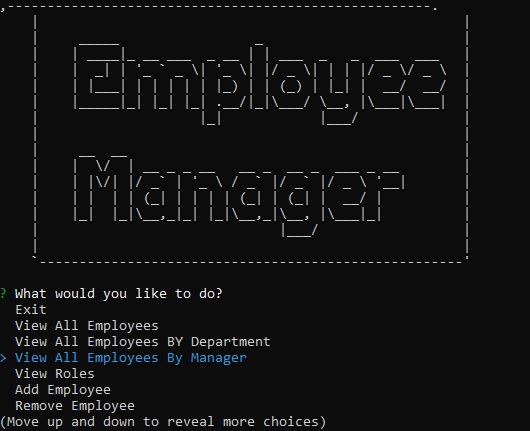 Employee
Manager
? What would you like to do?
Exit
View All Employees
View All Employees BY Department
> View All Employees By Manager
View Roles
Add Employee
Remove Employee
(Move up and down to reveal more choices)